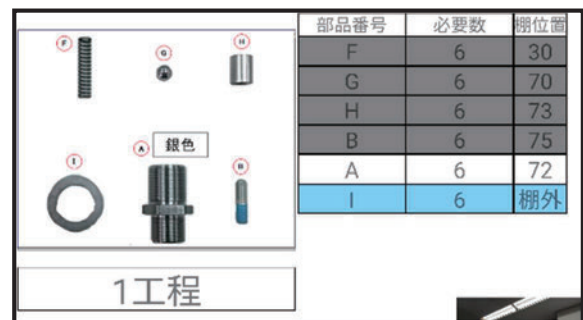 F
G
H
A
銀色
I
B
1工程
部品番号 必要数 棚位置
F 6 30
G 6 70
H 6 73
B 6 75
A 6 72
I 6 棚外